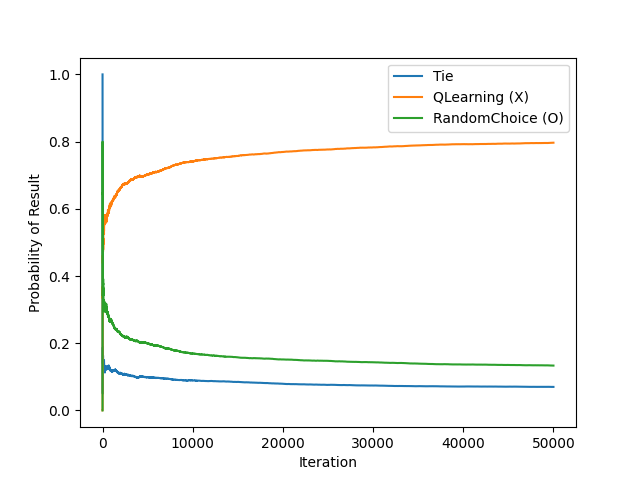 Tie
QLearning (X)
RandomChoice (O)
1.0
0.8
0.6
0.4
0.2
0.0
Probability of Result
0 10000 20000 30000 40000 50000
Iteration